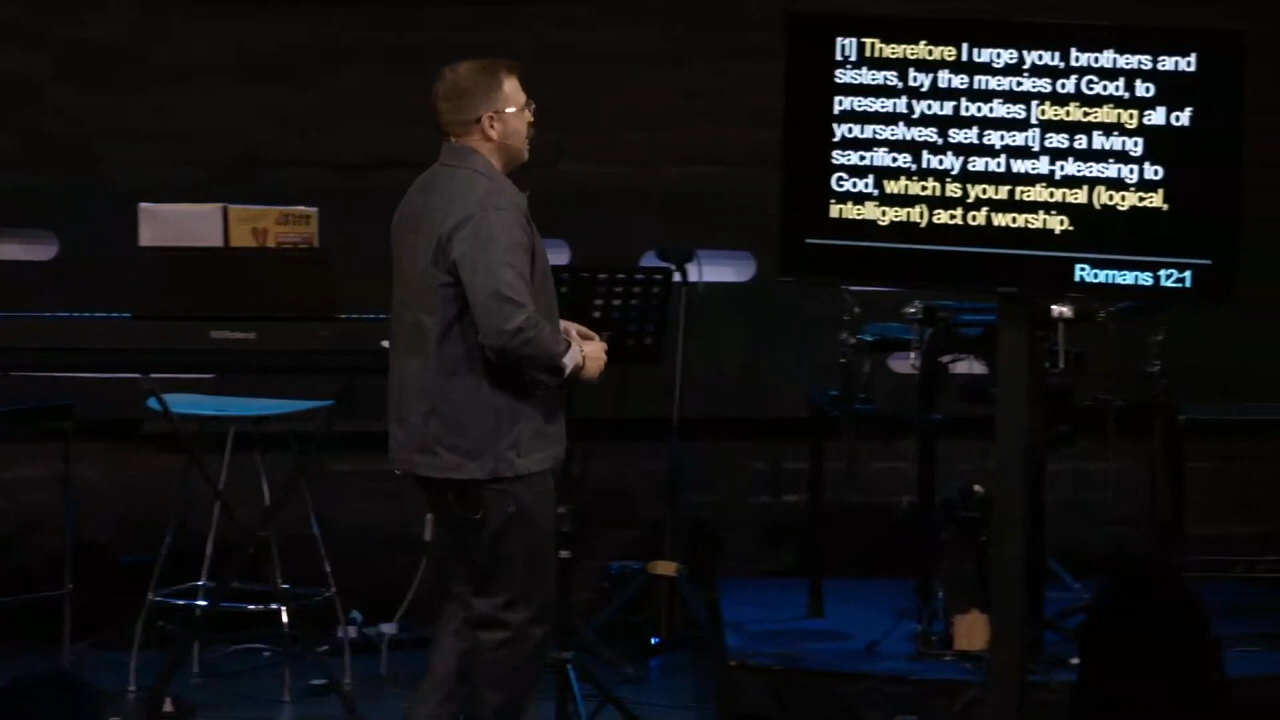 [1] Therefore I urge you, brothers and
sisters, by the mercies of God, to
present your bodies [dedicating all of
yourselves, set apart] as a living
sacrifice, holy and well-pleasing to
God, which is your rational (logical,
intelligent) act of worship.
Romans 12:1